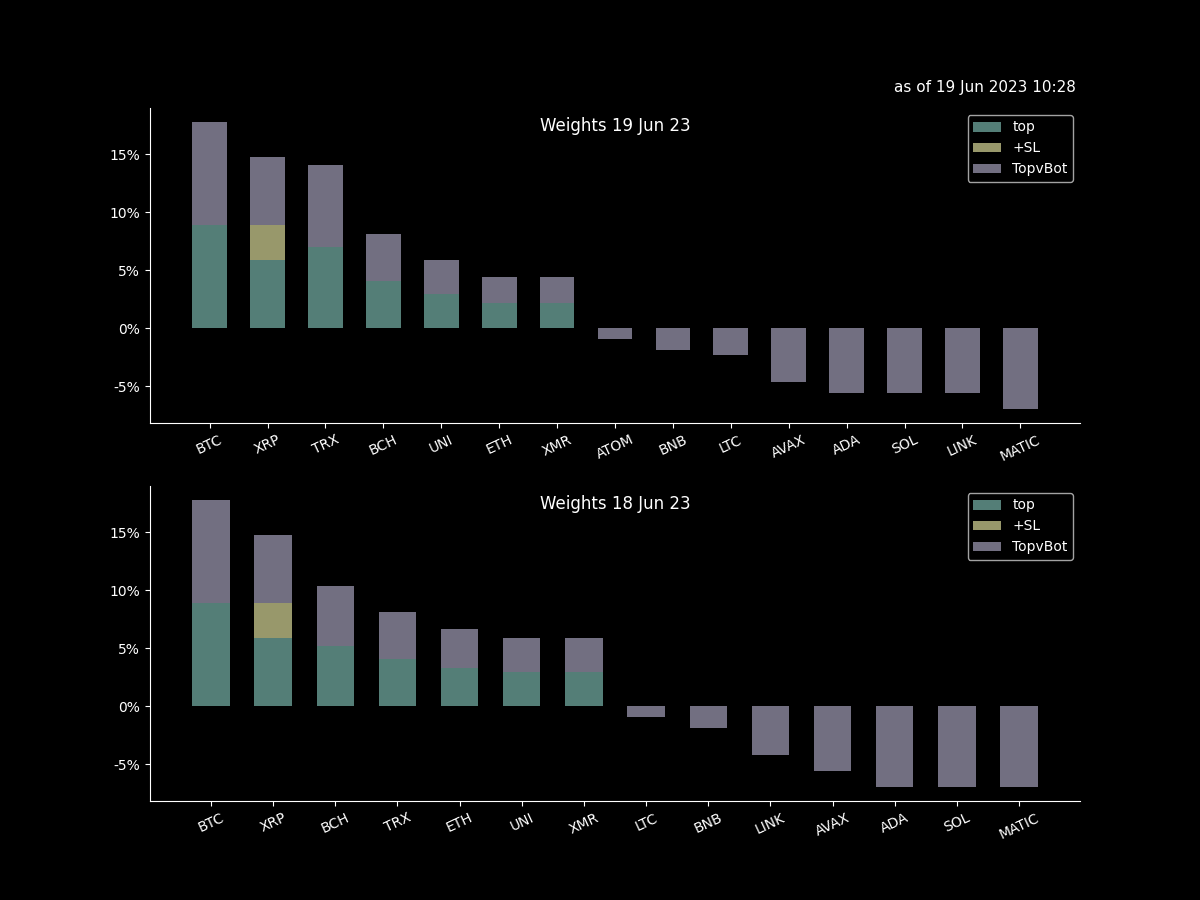 as of 19 Jun 2023 10:28
Weights 19 Jun 23
top
+SL
TopvBot
15%
10%
5%
0%
-5%
BTC XRP TRX BCH UNI ETH XMR ATOM BNB LTC AVAX ADA SOL LINK MATIC
Weights 18 Jun 23
top
+SL
TopvBot
15%
10%
5%
0%
-5%
BTC XRP BCH TRX ETH UNI XMR LTC BNB LINK AVAX ADA SOL MATIC